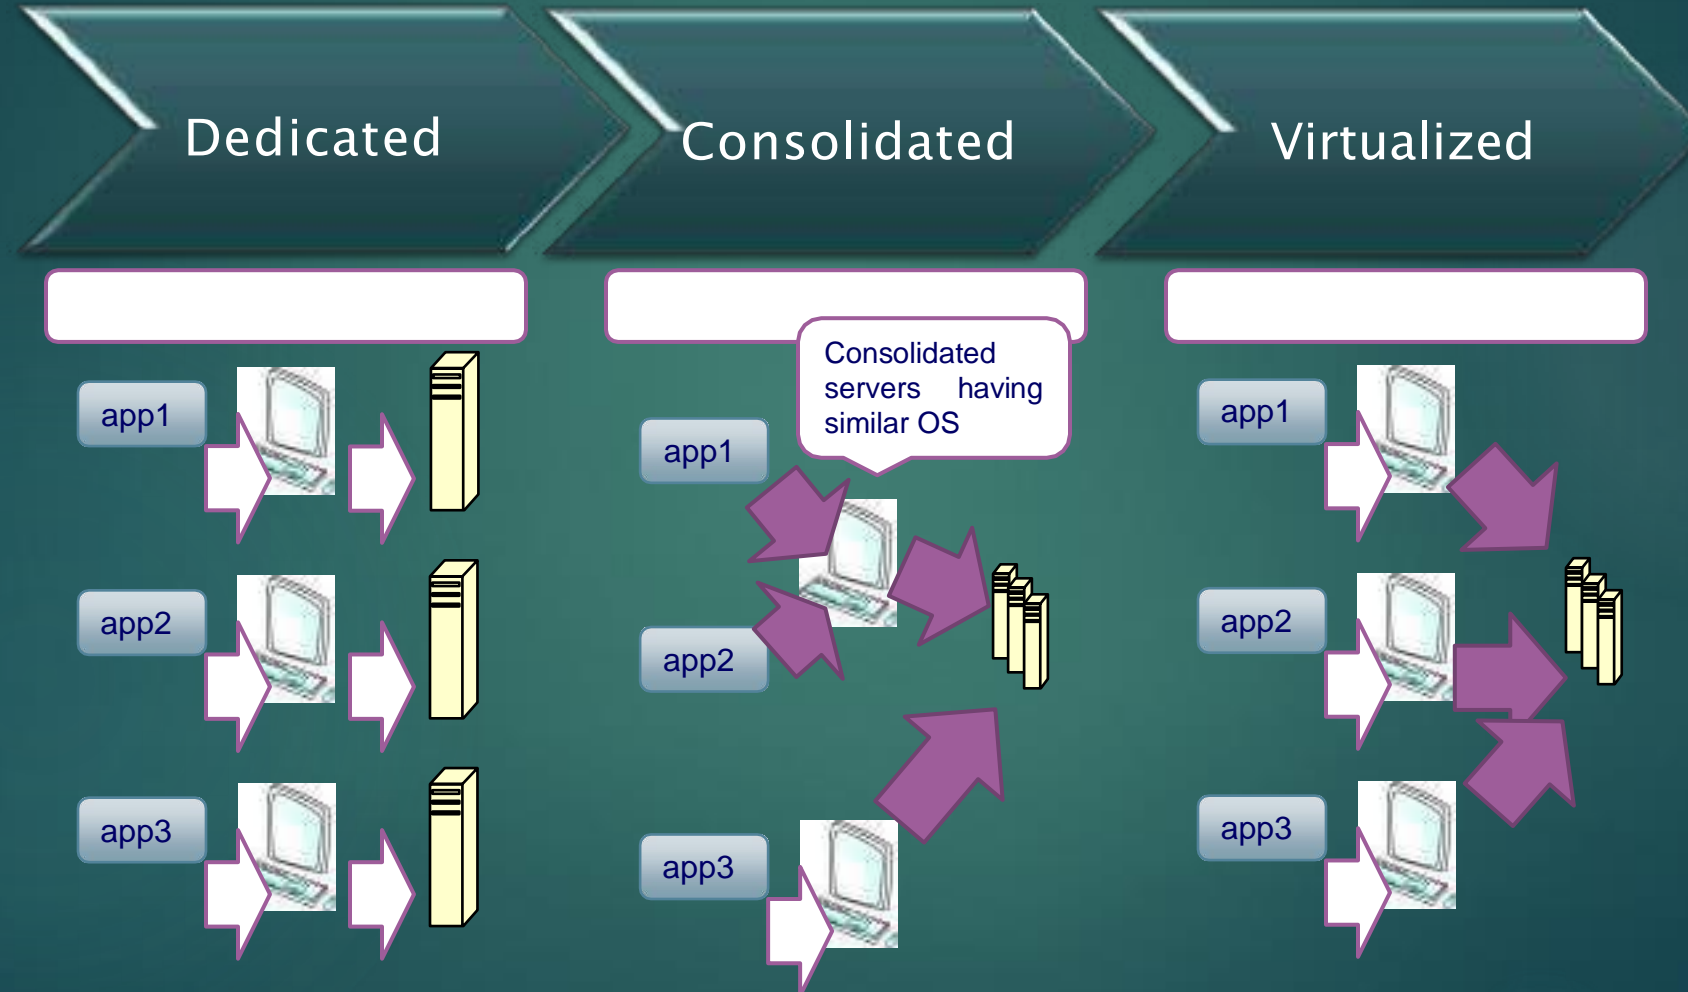 Dedicated
Consolidated
Virtualized
app1
app2
app3
Consolidated
servers having
similar OS
app1
app2
app3
app1
app2
app3